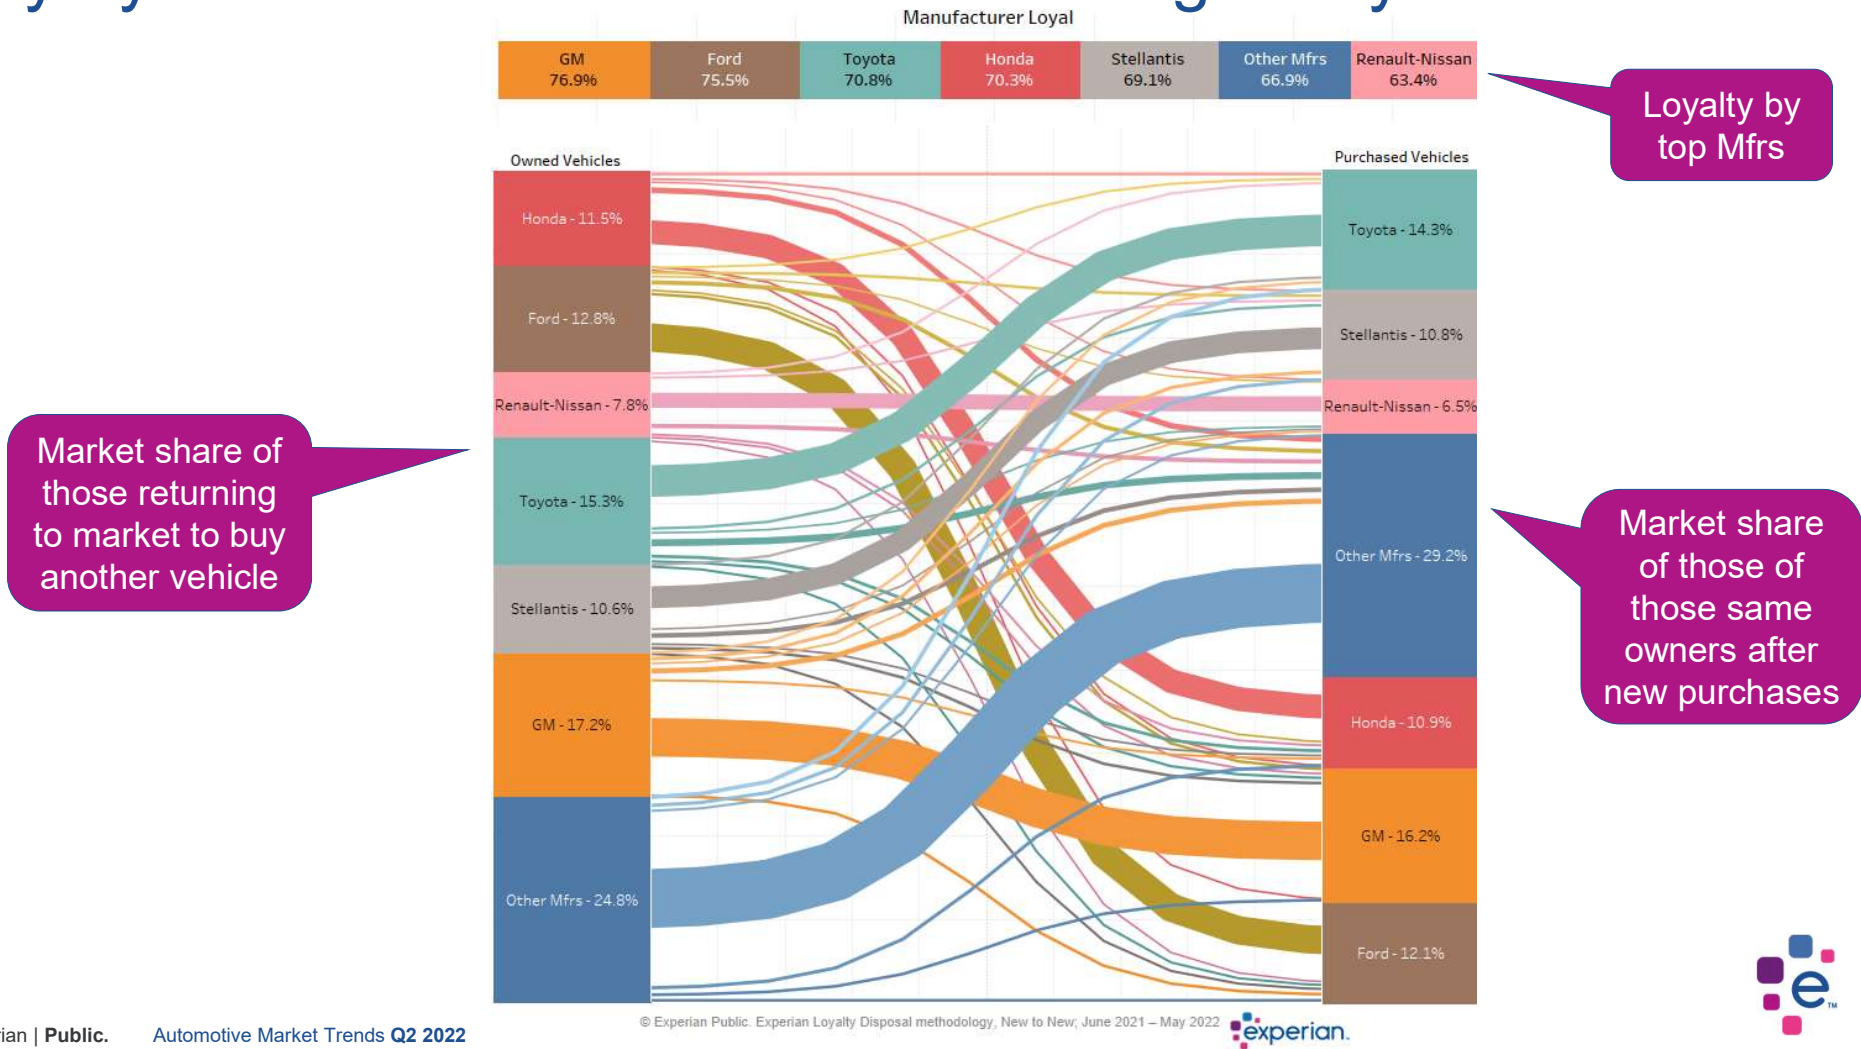 Manufacturer Loyal
GM
76.9%
Ford
75.5%
Toyota
70.8%
Honda
70.3%
Stellantis
69.1%
Other Mfrs
66.9%
Renault-Nissan
63.4%
Loyalty by
top Mfrs
Owned Vehicles
Purchased Vehicles
Honda - 11.5%
Ford - 12.8%
Renault-Nissan - 7.8%
Toyota - 15.3%
Stellantis - 10.6%
GM - 17.2%
Other Mfrs - 24.8%
Toyota - 14.3%
Stellantis - 10.8%
Renault-Nissan - 6.5%
Other Mfrs - 29.2%
Honda - 10.9%
GM - 16.2%
Ford - 12.1%
Market share of
those returning
to market to buy
another vehicle
Market share
of those of
those same
owners after
new purchases
© Experian Public. Experian Loyalty Disposal methodology, New to New; June 2021 – May 2022
experian.
e™
rian | Public.
Automotive Market Trends Q2 2022